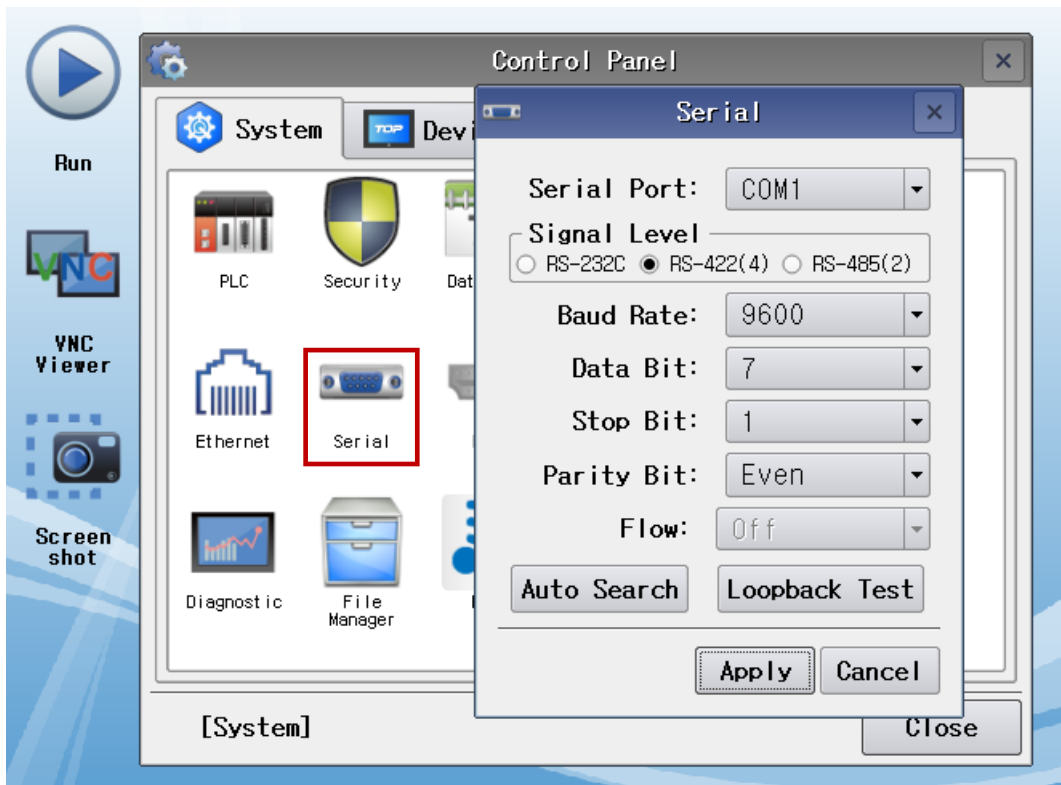 Run
VNC
VNC
Viewer
Screen
shot
Control Panel
System
TOP
Devi
PLC
Security
Dat
Ethernet
Serial
Diagnostic
File
Manager
[System]
Close
Serial
Serial Port:
COM1
Signal Level
RS-232C
RS-422(4)
RS-485(2)
Baud Rate:
9600
Data Bit:
7
Stop Bit:
1
Parity Bit:
Even
Flow:
Off
Auto Search
Loopback Test
Apply
Cancel